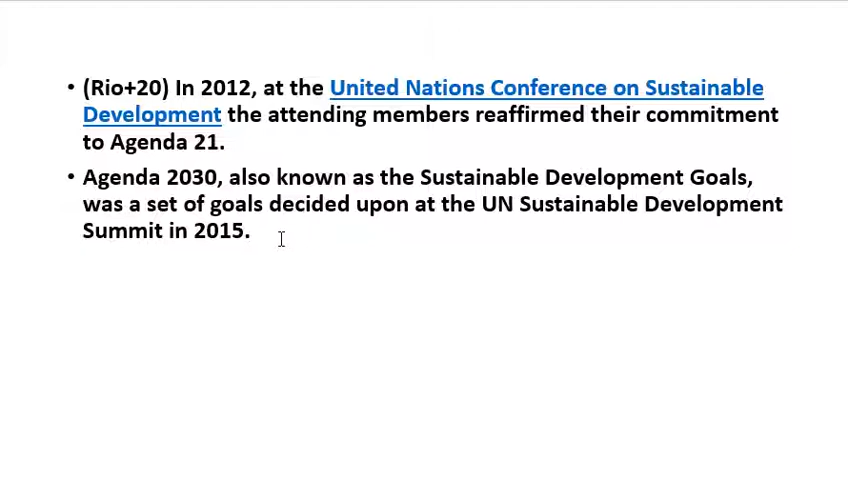 • (Rio+20) In 2012, at the United Nations Conference on Sustainable
Development the attending members reaffirmed their commitment
to Agenda 21.
• Agenda 2030, also known as the Sustainable Development Goals,
was a set of goals decided upon at the UN Sustainable Development
Summit in 2015.